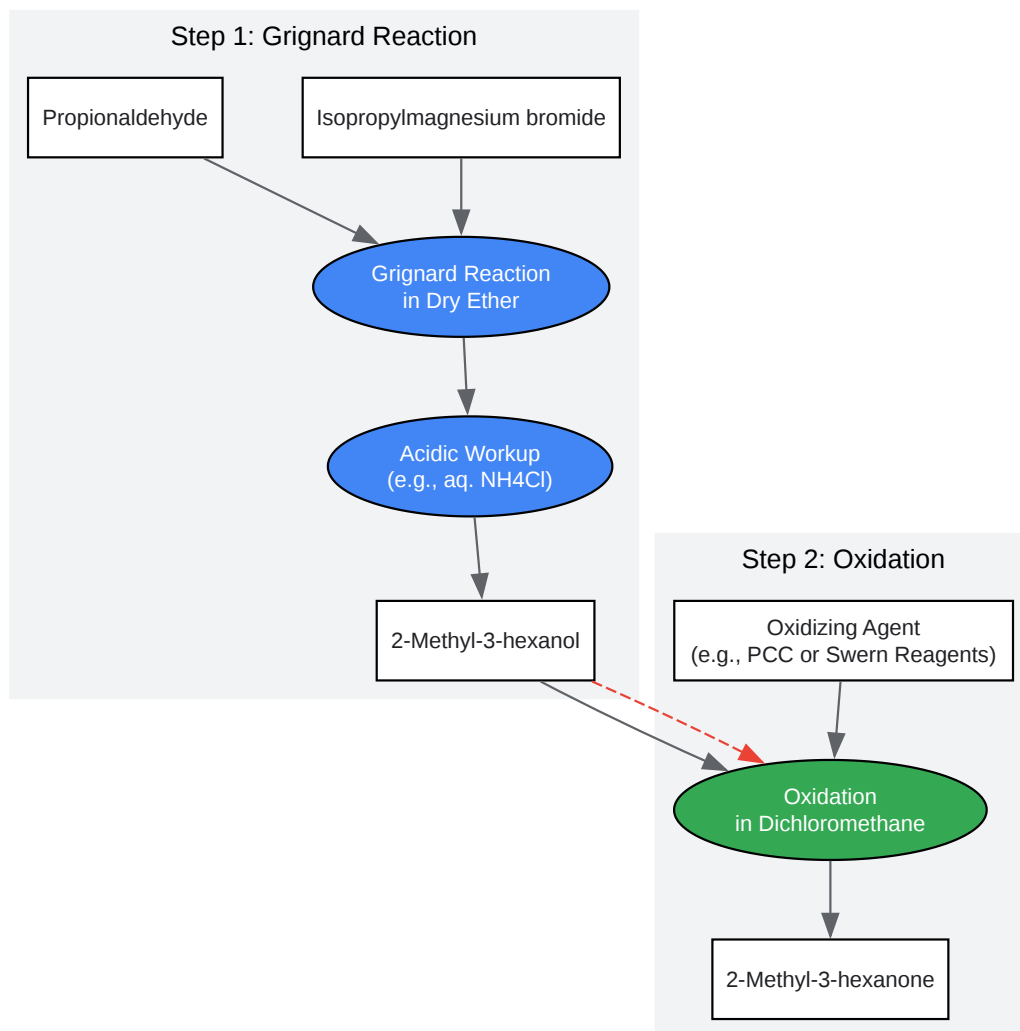 Step 1: Grignard Reaction
Propionaldehyde
Isopropylmagnesium bromide
Grignard Reaction
in Dry Ether
Acidic Workup
(e.g., aq. NH4Cl)
2-Methyl-3-hexanol
Step 2: Oxidation
Oxidizing Agent
(e.g., PCC or Swern Reagents)
Oxidation
in Dichloromethane
2-Methyl-3-hexanone